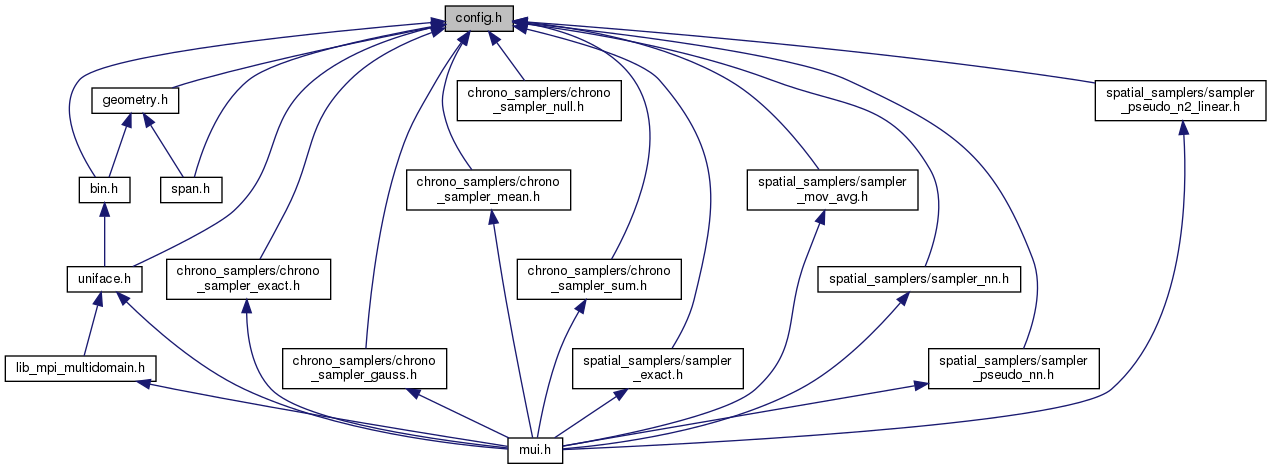 config.h
geometry.h
chrono_samplers/chrono
_sampler_null.h
spatial_samplers/sampler
_pseudo_n2_linear.h
bin.h
span.h
chrono_samplers/chrono
_sampler_mean.h
spatial_samplers/sampler
_mov_avg.h
uniface.h
chrono_samplers/chrono
_sampler_exact.h
chrono_samplers/chrono
_sampler_sum.h
spatial_samplers/sampler_nn.h
lib_mpi_multidomain.h
chrono_samplers/chrono
_sampler_gauss.h
spatial_samplers/sampler
_exact.h
spatial_samplers/sampler
_pseudo_nn.h
mui.h